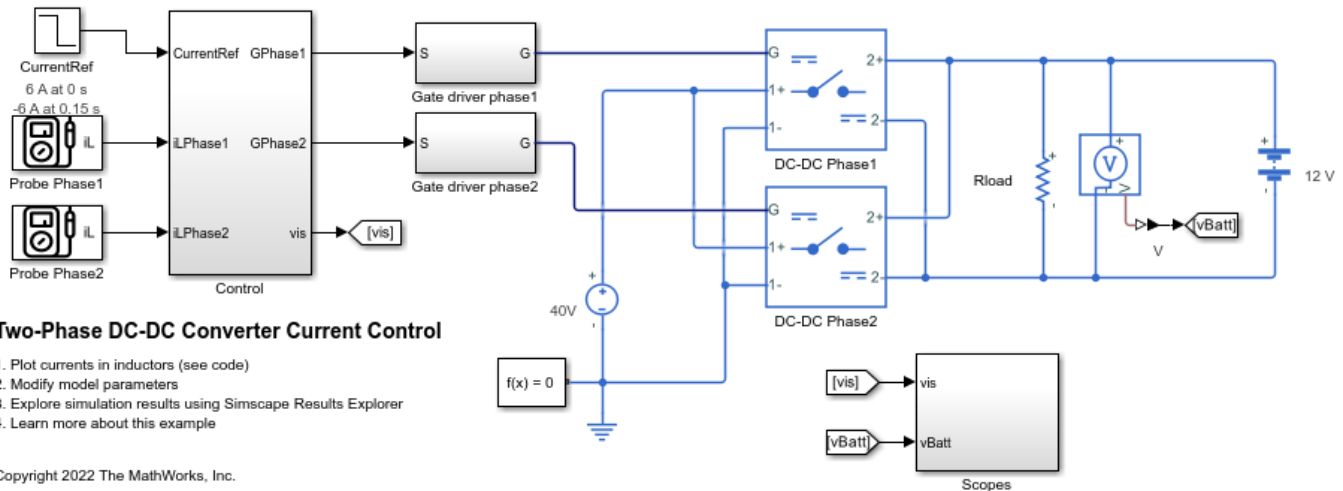 CurrentRef
6 A at 0 s
-6 A at 0.15 s
iL
Probe Phase1
iL
Probe Phase2
CurrentRef GPhase1
iLPhase1 GPhase2
iLPhase2 vis
Control
[vis]
S G
Gate driver phase1
S G
Gate driver phase2
G
1+
1-
2+
2-
DC-DC Phase1
G
1+
1-
2+
2-
DC-DC Phase2
+
40V
-
f(x) = 0
Rload
+
-
+
V
-
V
V
[vBatt]
+
-
12 V
Two-Phase DC-DC Converter Current Control
1. Plot currents in inductors (see code)
2. Modify model parameters
3. Explore simulation results using Simscape Results Explorer
4. Learn more about this example
Copyright 2022 The MathWorks, Inc.
[vis]
vis
[vBatt]
vBatt
Scopes